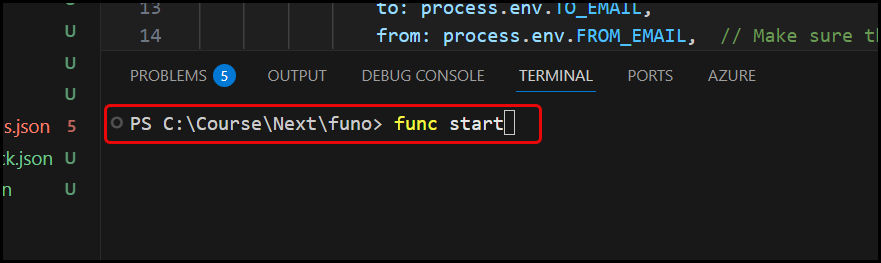 U
13 to: process.env.TO_EMAIL,
U
14 from: process.env.FROM_EMAIL, // Make sure
U
PROBLEMS 5 OUTPUT DEBUG CONSOLE TERMINAL PORTS AZURE
U
s.json 5
PS C:\Course\Next\funo> func start
ck.json U
n U